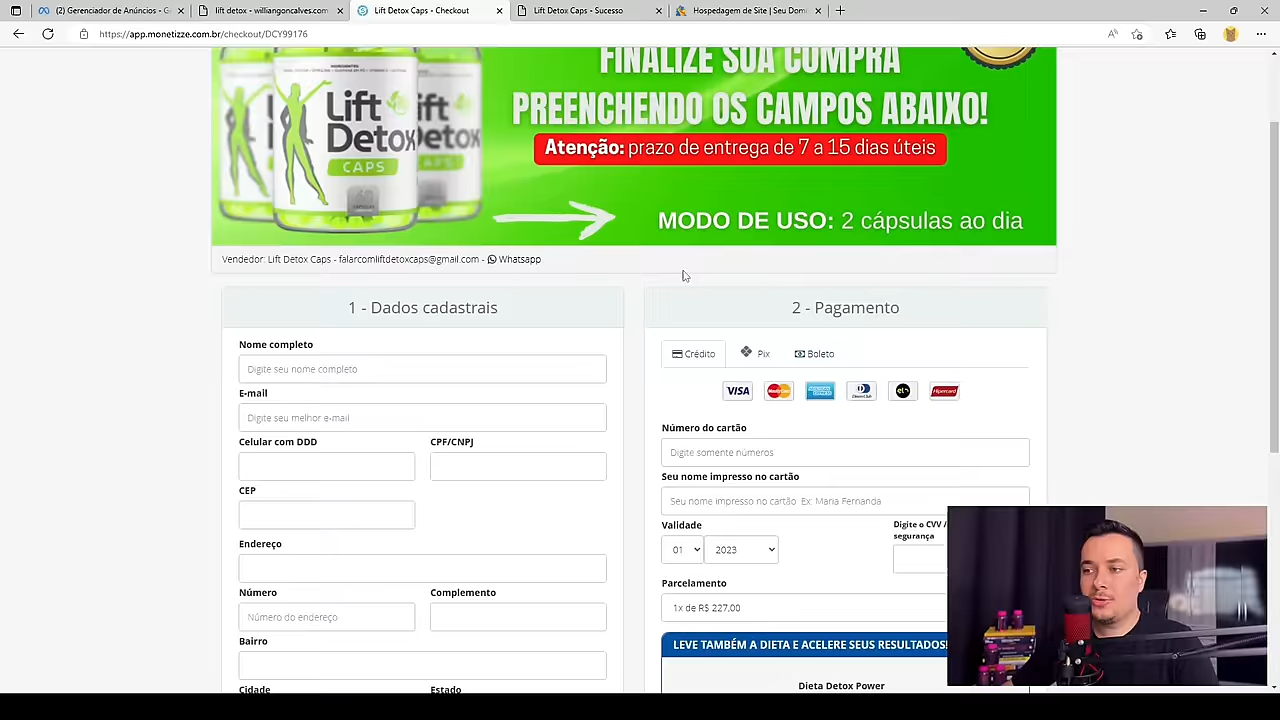 (2) Gerenciador de Anúncios - G
lift detox - williangoncalves.com
Lift Detox Caps - Checkout
Lift Detox Caps - Sucesso
Hospedagem de Site | Seu Dom
https://app.monetizze.com.br/checkout/DCY99176
FINALIZE SUA COMPRA
PREENCHENDO OS CAMPOS ABAIXO!
Atenção: prazo de entrega de 7 a 15 dias úteis
Lift
Detox
CAPS
MODO DE USO: 2 cápsulas ao dia
Vendedor: Lift Detox Caps - falarcomliftdetoxcaps@gmail.com - Whatsapp
1 - Dados cadastrais
Nome completo
Digite seu nome completo
E-mail
Digite seu melhor e-mail
Celular com DDD
CPF/CNPJ
CEP
Endereço
Número
Complemento
Número do endereço
Bairro
Cidade
Estado
2 - Pagamento
Crédito
Pix
Boleto
VISA
Hipercard
Número do cartão
Digite somente números
Seu nome impresso no cartão
Seu nome impresso no cartão Ex: Maria Fernanda
Validade
Digite o CVV /
segurança
01
2023
Parcelamento
1x de R$ 227,00
LEVE TAMBÉM A DIETA E ACELERE SEUS RESULTADOS!
Dieta Detox Power